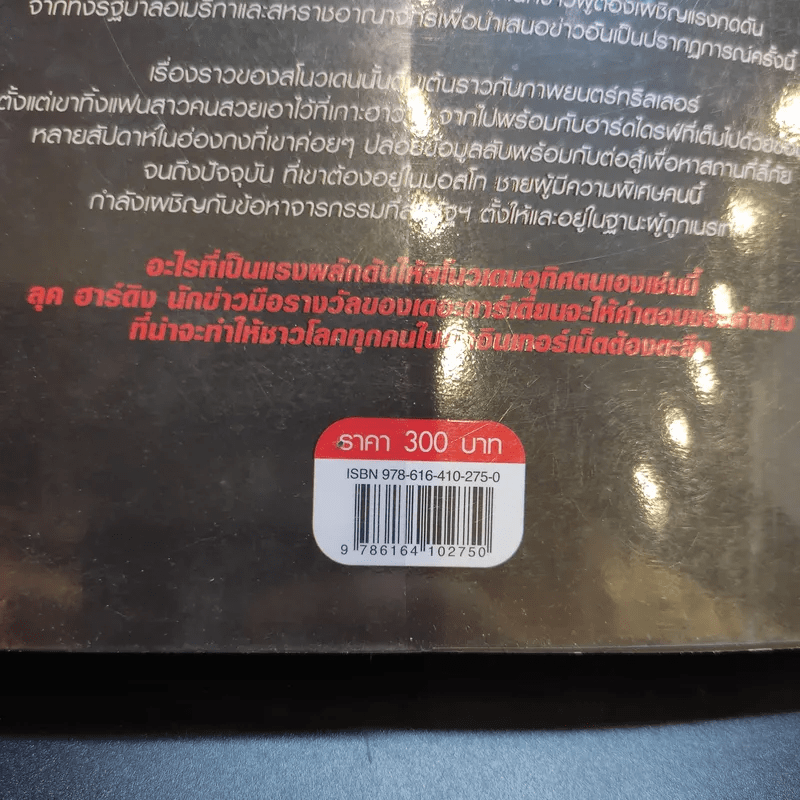 จากทั้งรัฐบาลอเมริกาและสหราชอาณาจักรเพื่อนำเสนอข่าวอันเป็นปรากฏการณ์ครั้งนี้
เรื่องราวของสโนวเดนนั้นตื่นเต้นราวกับภาพยนตร์ทริลเลอร์
ตั้งแต่เขาทิ้งแฟนสาวคนสวยเอาไว้ที่เกาะฮาวาย จากไปพร้อมกับฮาร์ดไดรฟ์ที่เต็มไปด้วย
หลายสัปดาห์ในฮ่องกงที่เขาค่อยๆ ปล่อยข้อมูลลับพร้อมกับต่อสู้เพื่อหาสถานที่ลี้ภัย
จนถึงปัจจุบัน ที่เขาต้องอยู่ในมอสโก ชายผู้มีความพิเศษคนนี้
กำลังเผชิญกับข้อหาจารกรรมที่สหรัฐฯ ตั้งให้และอยู่ในฐานะผู้ถูกเนรเทศ
อะไรที่เป็นแรงผลักดันให้สโนวเดนอุทิศตนเองเช่นนี้
ลุค ฮาร์ดิง นักข่าวมือรางวัลของเดอะการ์เดียนจะให้คำตอบของคำถาม
ที่น่าจะทำให้ชาวโลกทุกคนในยุคอินเทอร์เน็ตต้องตะลึง
ราคา 300 บาท
ISBN 978-616-410-275-0
9 786164 102750